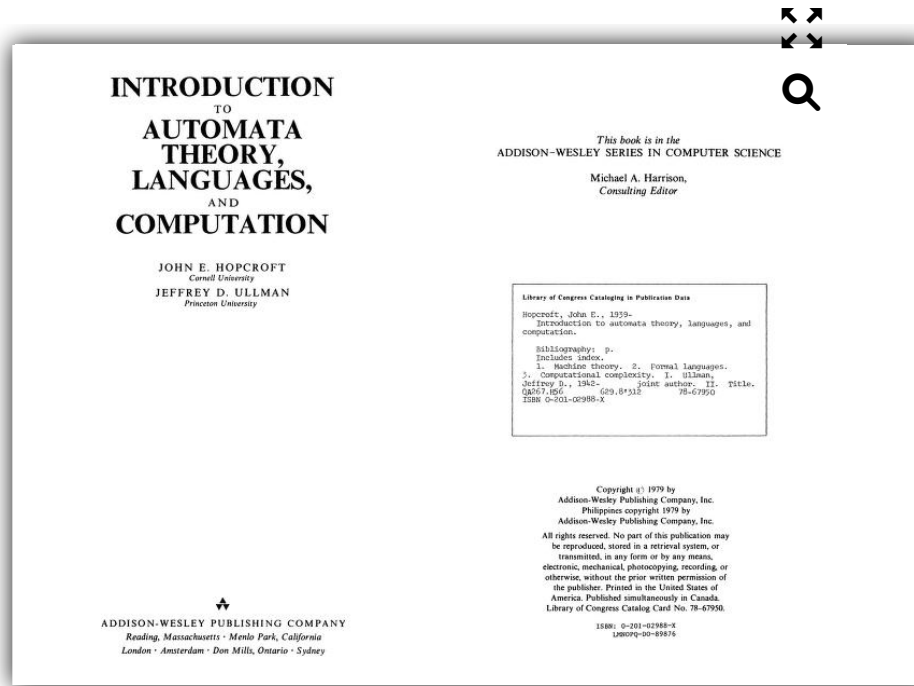 INTRODUCTION
TO
AUTOMATA
THEORY,
LANGUAGES,
AND
COMPUTATION
JOHN E. HOPCROFT
Cornell University
JEFFREY D. ULLMAN
Princeton University
ADDISON-WESLEY PUBLISHING COMPANY
Reading, Massachusetts · Menlo Park, California
London · Amsterdam · Don Mills, Ontario · Sydney
This book is in the
ADDISON-WESLEY SERIES IN COMPUTER SCIENCE
Michael A. Harrison,
Consulting Editor
Library of Congress Cataloging in Publication Data
Hopcroft, John E., 1939-
Introduction to automata theory, languages, and
computation.
Bibliography: p.
Includes index.
1. Machine theory. 2. Formal languages.
3. Computational complexity. I. Ullman,
Jeffrey D., 1942- joint author. II. Title.
QA267.H56 629.8'312 78-67950
ISBN 0-201-02988-X
Copyright © 1979 by
Addison-Wesley Publishing Company, Inc.
Philippines copyright 1979 by
Addison-Wesley Publishing Company, Inc.
All rights reserved. No part of this publication may
be reproduced, stored in a retrieval system, or
transmitted, in any form or by any means,
electronic, mechanical, photocopying, recording, or
otherwise, without the prior written permission of
the publisher. Printed in the United States of
America. Published simultaneously in Canada.
Library of Congress Catalog Card No. 78-67950.
ISBN: 0-201-02988-X
LMNOPQ-DO-89876